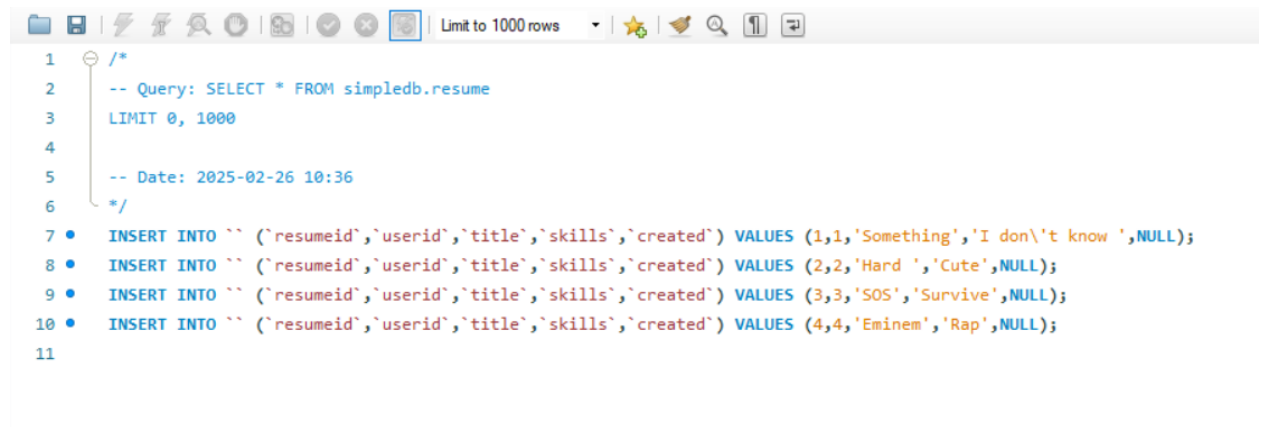 Limit to 1000 rows
1 /*
2 -- Query: SELECT * FROM simpledb.resume
3 LIMIT 0, 1000
4
5 -- Date: 2025-02-26 10:36
6 */
7 INSERT INTO `` (`resumeid`,`userid`,`title`,`skills`,`created`) VALUES (1,1,'Something','I don\'t know ',NULL);
8 INSERT INTO `` (`resumeid`,`userid`,`title`,`skills`,`created`) VALUES (2,2,'Hard ','Cute',NULL);
9 INSERT INTO `` (`resumeid`,`userid`,`title`,`skills`,`created`) VALUES (3,3,'SOS','Survive',NULL);
10 INSERT INTO `` (`resumeid`,`userid`,`title`,`skills`,`created`) VALUES (4,4,'Eminem','Rap',NULL);
11